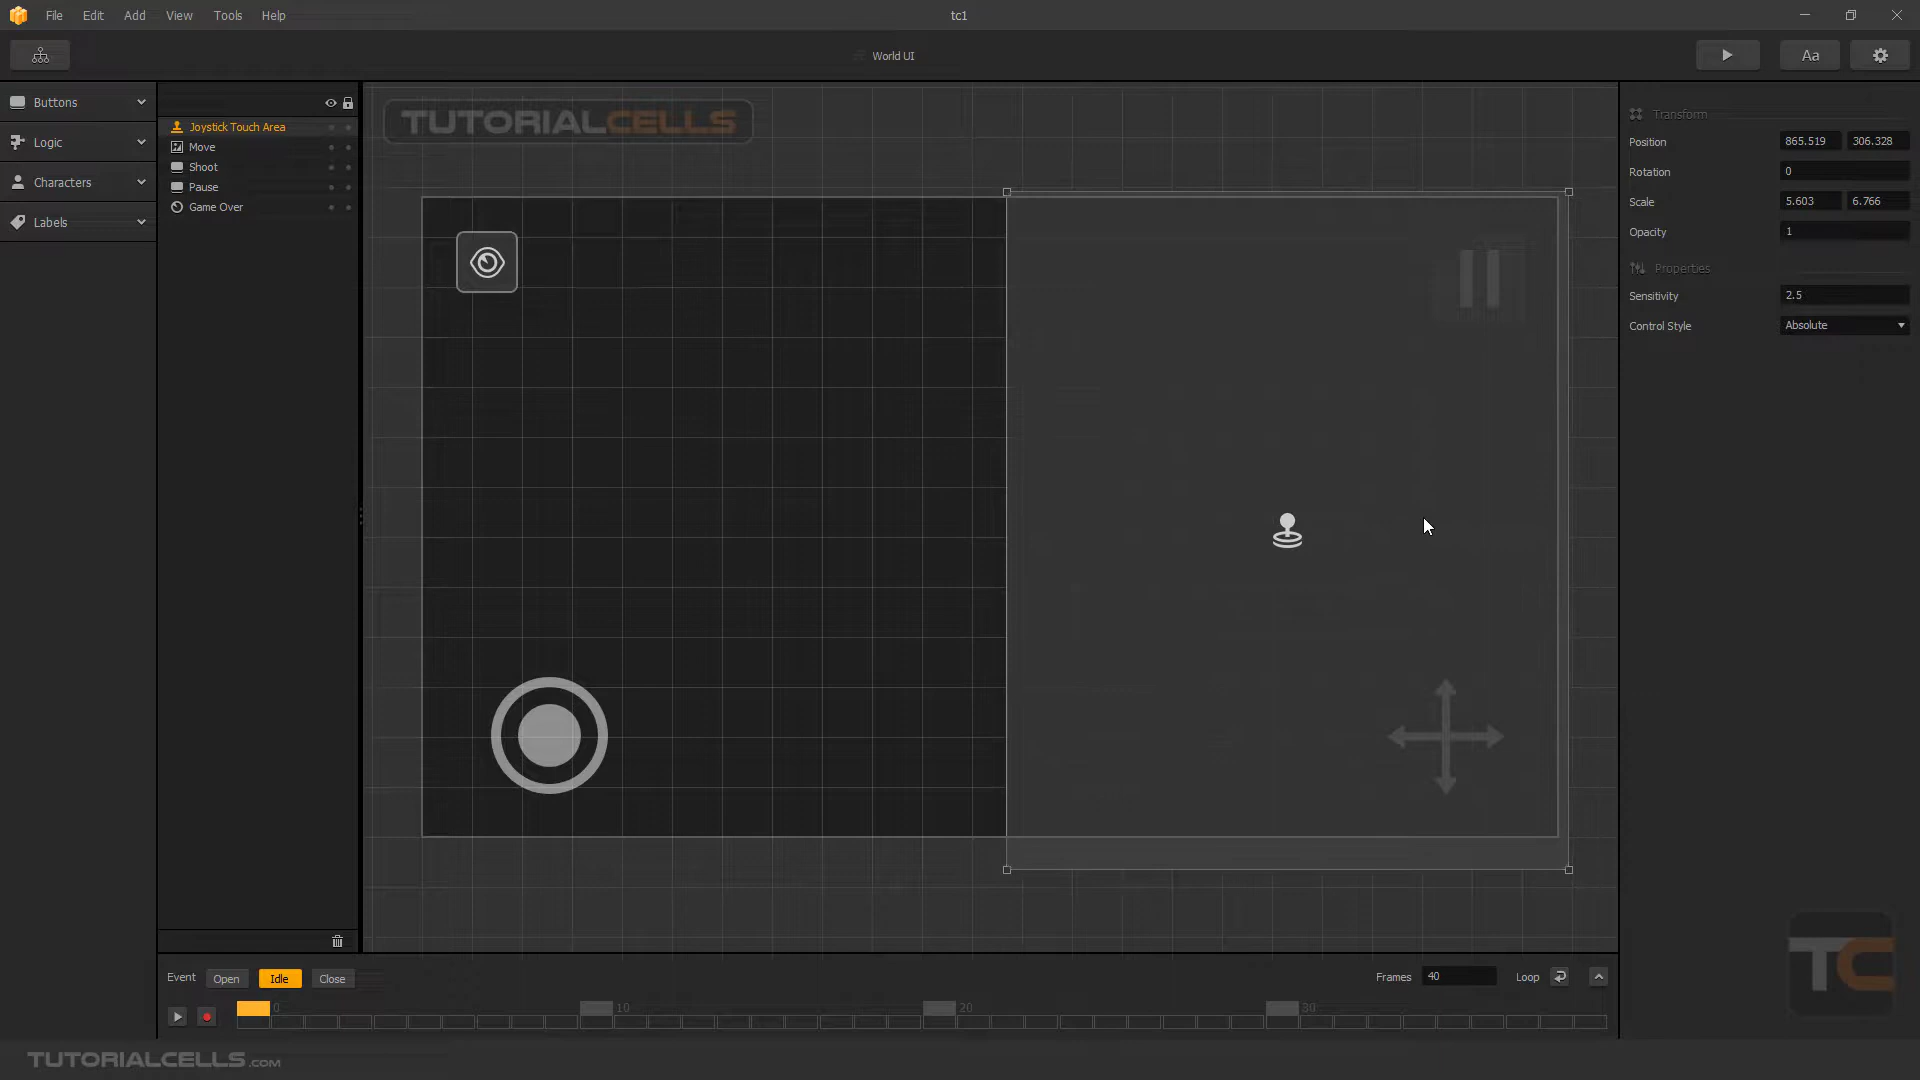 File Edit Add View Tools Help tc1
World UI Aa
Buttons
Logic
Characters
Labels
Joystick Touch Area
Move
Shoot
Pause
Game Over
TUTORIALCELLS
Transform
Position 865.519 306.328
Rotation 0
Scale 5.603 6.766
Opacity 1
Properties
Sensitivity 2.5
Control Style Absolute
Event Open Idle Close Frames 40 Loop
0 10 20 30
TUTORIALCELLS.COM
TC